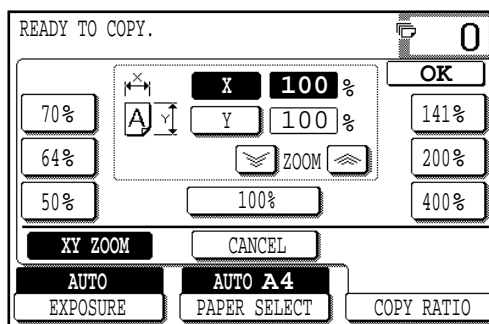 READY TO COPY. 0
OK
X
X 100 %
A Y Y 100 %
ZOOM
70% 141%
64% 200%
50% 100% 400%
XY ZOOM CANCEL
AUTO AUTO A4
EXPOSURE PAPER SELECT COPY RATIO